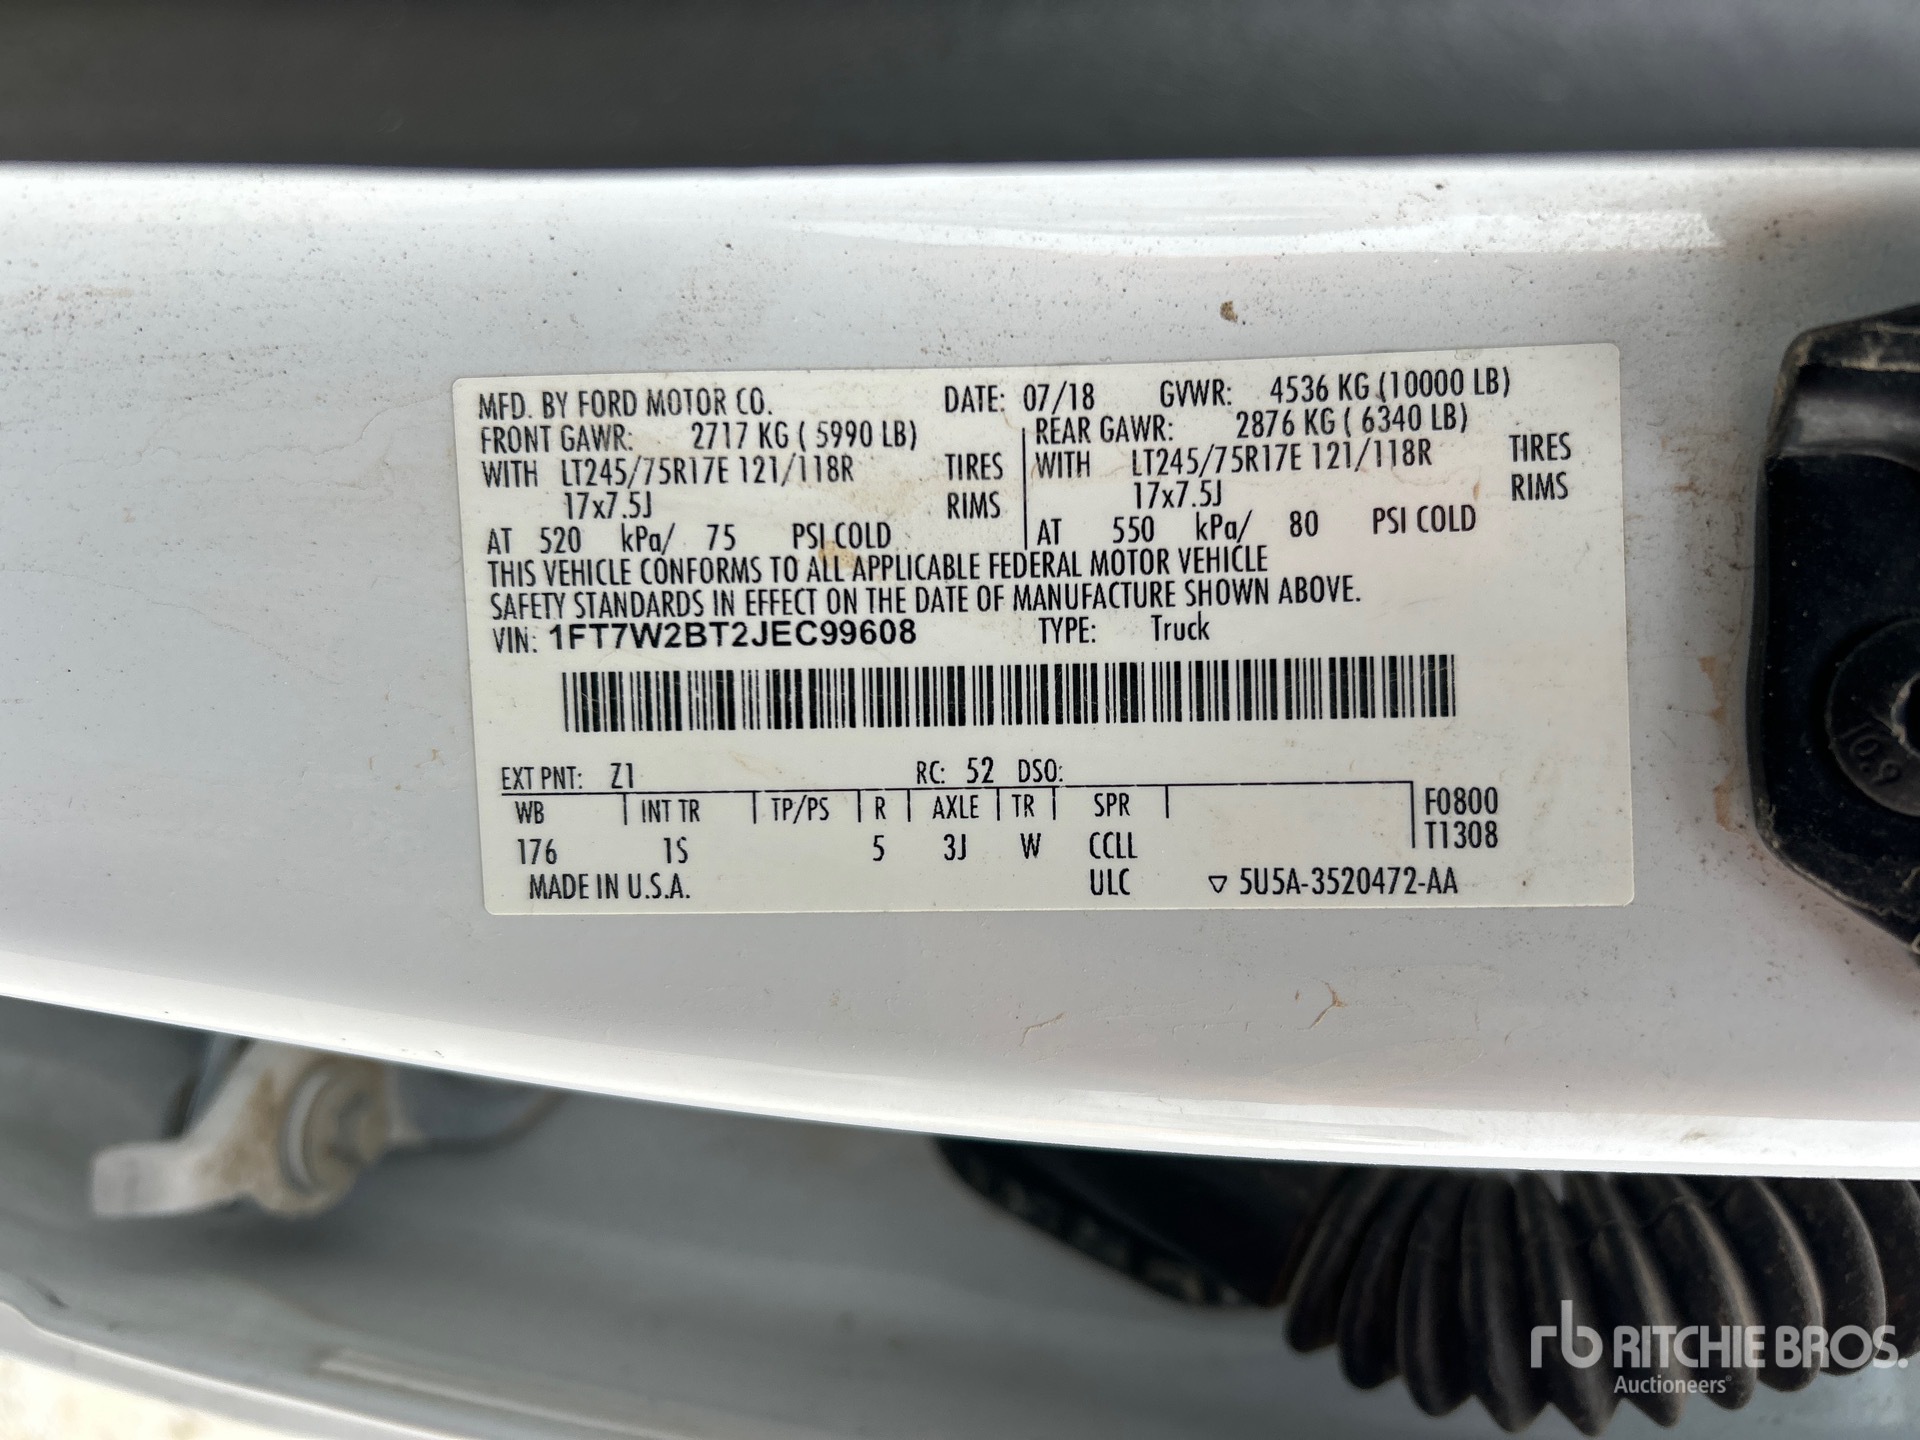 MFD. BY FORD MOTOR CO. DATE: 07/18 GVWR: 4536 KG (10000 LB)
FRONT GAWR: 2717 KG ( 5990 LB) REAR GAWR: 2876 KG ( 6340 LB)
WITH LT245/75R17E 121/118R TIRES WITH LT245/75R17E 121/118R TIRES
17x7.5J RIMS 17x7.5J RIMS
AT 520 kPa/ 75 PSI COLD AT 550 kPa/ 80 PSI COLD
THIS VEHICLE CONFORMS TO ALL APPLICABLE FEDERAL MOTOR VEHICLE
SAFETY STANDARDS IN EFFECT ON THE DATE OF MANUFACTURE SHOWN ABOVE.
VIN: 1FT7W2BT2JEC99608 TYPE: Truck
EXT PNT: Z1 RC: 52 DSO:
WB INT TR TP/PS R AXLE TR SPR F0800
176 1S 5 3J W CCLL T1308
MADE IN U.S.A. ULC ▽ 5U5A-3520472-AA
10.9
rb RITCHIE BROS.
Auctioneers